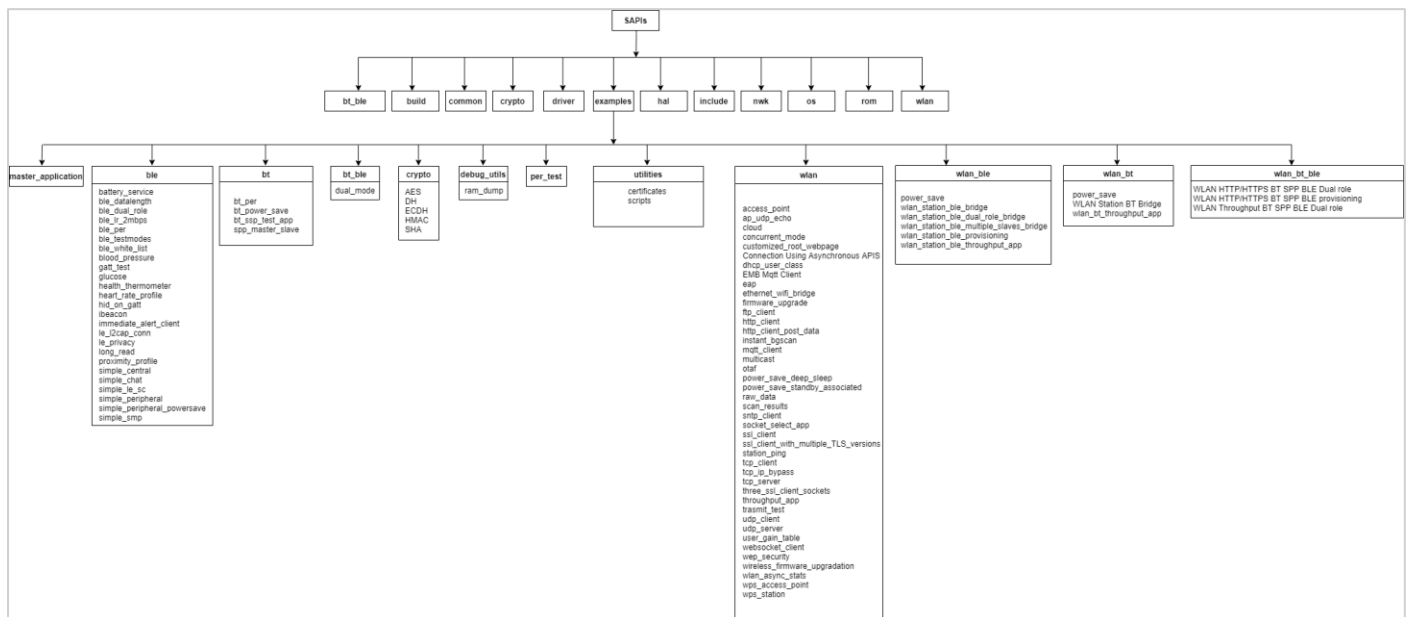 SAPIs
bt_ble
build
common
crypto
driver
examples
hal
include
nwk
os
rom
wlan
master_application
ble
battery_service
ble_datalength
ble_dual_role
ble_lr_2mbps
ble_per
ble_testmodes
ble_white_list
blood_pressure
gatt_test
glucose
health_thermometer
heart_rate_profile
hid_on_gatt
ibeacon
immediate_alert_client
le_l2cap_conn
le_privacy
long_read
proximity_profile
simple_central
simple_chat
simple_le_sc
simple_peripheral
simple_peripheral_powersave
simple_smp
bt
bt_per
bt_power_save
bt_ssp_test_app
spp_master_slave
bt_ble
dual_mode
crypto
AES
DH
ECDH
HMAC
SHA
debug_utils
ram_dump
per_test
utilities
certificates
scripts
wlan
access_point
ap_udp_echo
cloud
concurrent_mode
customized_root_webpage
Connection Using Asynchronous APIS
dhcp_user_class
EMB Mqtt Client
eap
ethernet_wifi_bridge
firmware_upgrade
ftp_client
http_client
http_client_post_data
instant_bgscan
mqtt_client
multicast
otaf
power_save_deep_sleep
power_save_standby_associated
raw_data
scan_results
sntp_client
socket_select_app
ssl_client
ssl_client_with_multiple_TLS_versions
station_ping
tcp_client
tcp_ip_bypass
tcp_server
three_ssl_client_sockets
throughput_app
trasmit_test
udp_client
udp_server
user_gain_table
websocket_client
wep_security
wireless_firmware_upgradation
wlan_async_stats
wps_access_point
wps_station
wlan_ble
power_save
wlan_station_ble_bridge
wlan_station_ble_dual_role_bridge
wlan_station_ble_multiple_slaves_bridge
wlan_station_ble_provisioning
wlan_station_ble_throughput_app
wlan_bt
power_save
WLAN Station BT Bridge
wlan_bt_throughput_app
wlan_bt_ble
WLAN HTTP/HTTPS BT SPP BLE Dual role
WLAN HTTP/HTTPS BT SPP BLE provisioning
WLAN Throughput BT SPP BLE Dual role